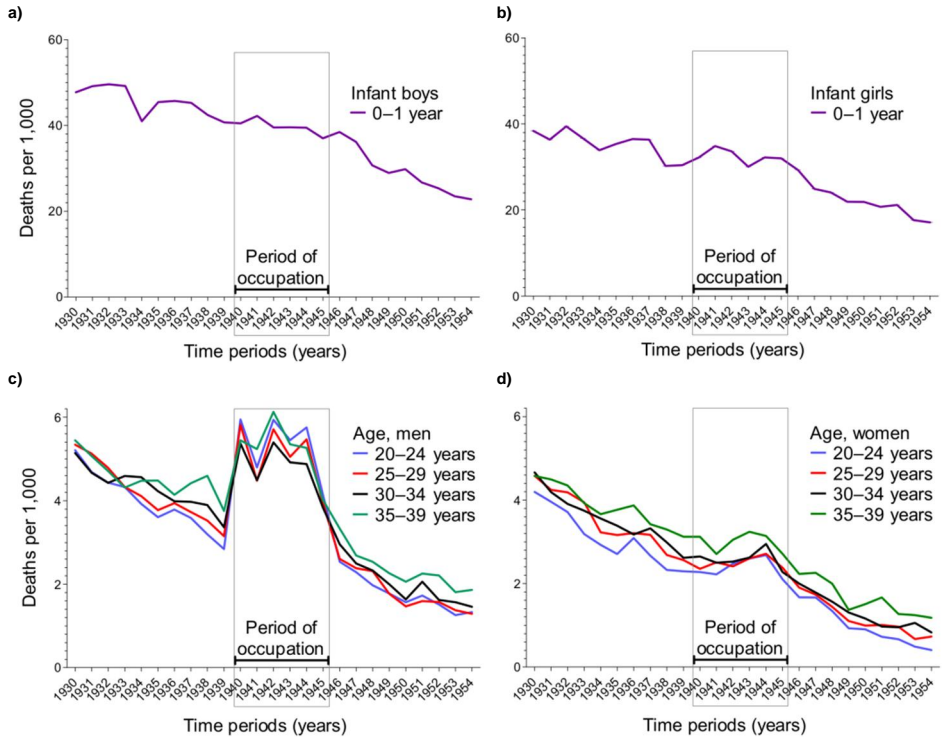 a)
60
40
20
0
Deaths per 1,000
Infant boys
0–1 year
Period of
occupation
1930 1931 1932 1933 1934 1935 1936 1937 1938 1939 1940 1941 1942 1943 1944 1945 1946 1947 1948 1949 1950 1951 1952 1953 1954
Time periods (years)
b)
60
40
20
0
Infant girls
0–1 year
Period of
occupation
1930 1931 1932 1933 1934 1935 1936 1937 1938 1939 1940 1941 1942 1943 1944 1945 1946 1947 1948 1949 1950 1951 1952 1953 1954
Time periods (years)
c)
6
4
2
0
Deaths per 1,000
Age, men
20–24 years
25–29 years
30–34 years
35–39 years
Period of
occupation
1930 1931 1932 1933 1934 1935 1936 1937 1938 1939 1940 1941 1942 1943 1944 1945 1946 1947 1948 1949 1950 1951 1952 1953 1954
Time periods (years)
d)
6
4
2
0
Age, women
20–24 years
25–29 years
30–34 years
35–39 years
Period of
occupation
1930 1931 1932 1933 1934 1935 1936 1937 1938 1939 1940 1941 1942 1943 1944 1945 1946 1947 1948 1949 1950 1951 1952 1953 1954
Time periods (years)